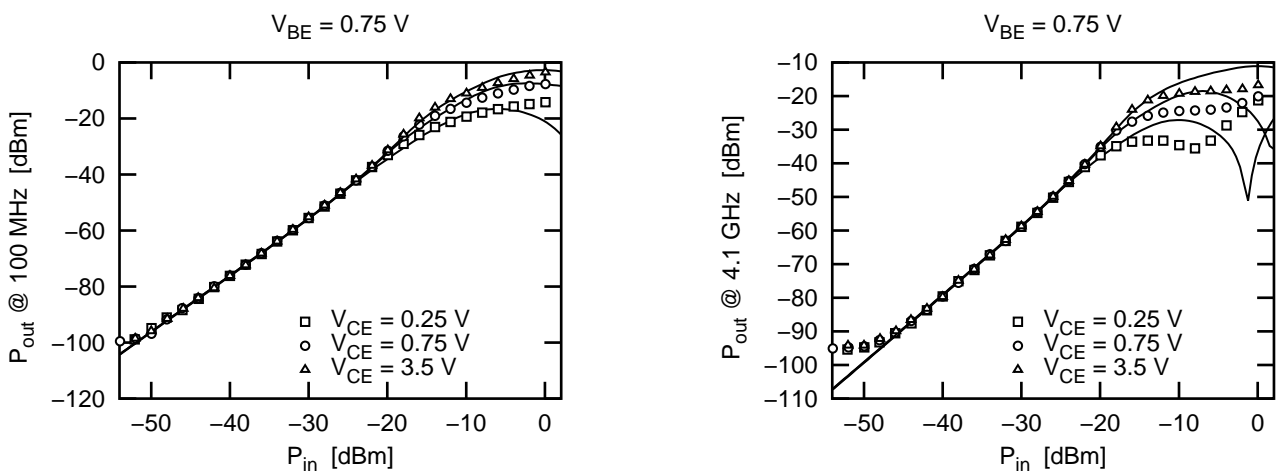 V_BE = 0.75 V
0
−20
−40
−60
−80
−100
−120
P_out @ 100 MHz [dBm]
□ V_CE = 0.25 V
○ V_CE = 0.75 V
△ V_CE = 3.5 V
−50 −40 −30 −20 −10 0
P_in [dBm]
V_BE = 0.75 V
−10
−20
−30
−40
−50
−60
−70
−80
−90
−100
−110
P_out @ 4.1 GHz [dBm]
□ V_CE = 0.25 V
○ V_CE = 0.75 V
△ V_CE = 3.5 V
−50 −40 −30 −20 −10 0
P_in [dBm]